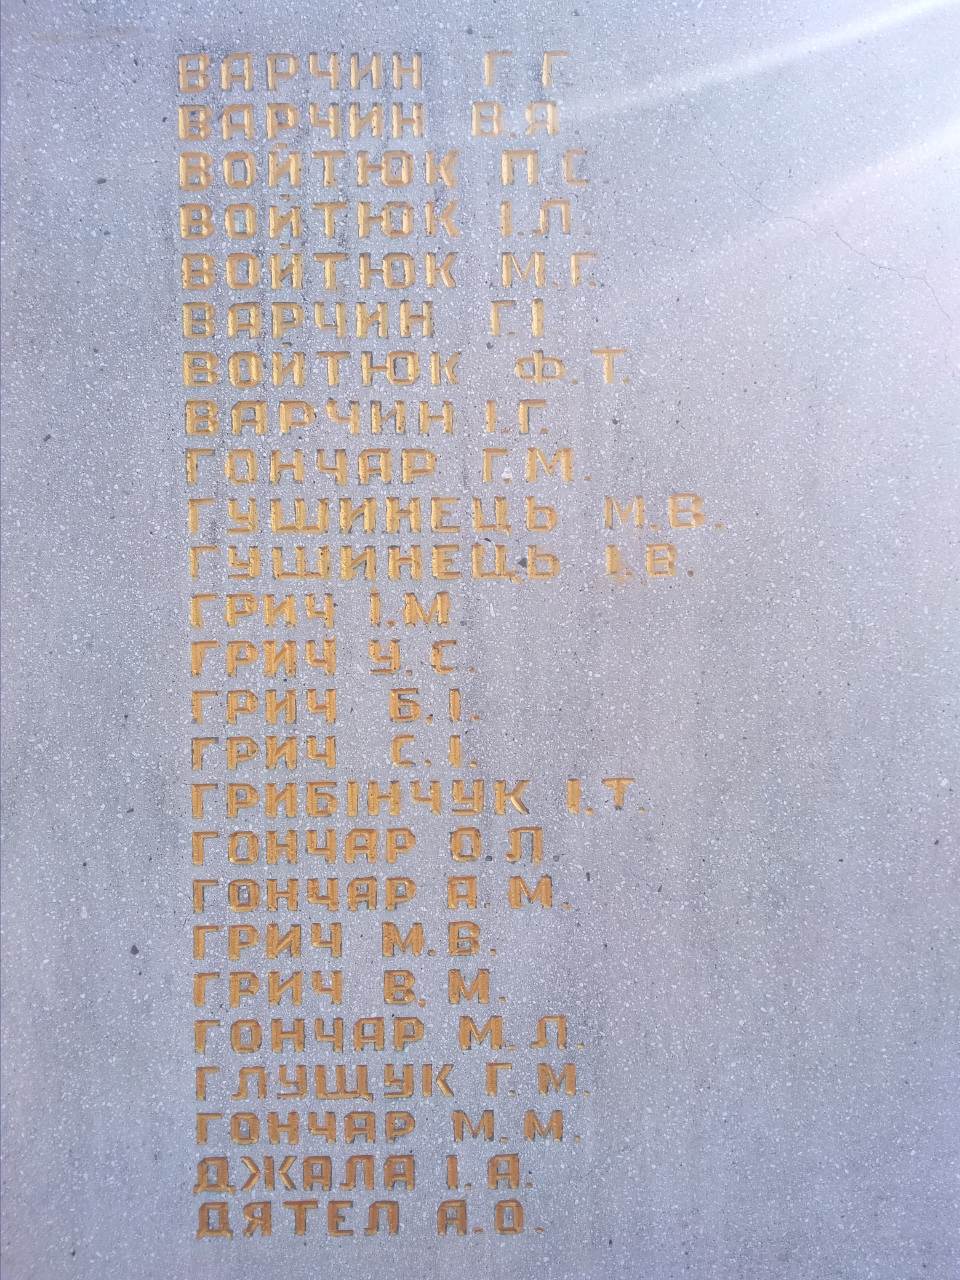 ВАРЧИН Г Г
ВАРЧИН В.Я
ВОЙТЮК П С
ВОЙТЮК І.Л.
ВОЙТЮК М.Г.
ВАРЧИН Г.І
ВОЙТЮК Ф.Т.
ВАРЧИН І.Г.
ГОНЧАР Г.М.
ГУШИНЕЦЬ М.В.
ГУШИНЕЦЬ І.В.
ГРИЧ І.М
ГРИЧ У.С.
ГРИЧ Б.І.
ГРИЧ С.І.
ГРИБІНЧУК І.Т.
ГОНЧАР О.Л
ГОНЧАР А.М.
ГРИЧ М.В.
ГРИЧ В.М.
ГОНЧАР М.Л.
ГЛУЩУК Г.М.
ГОНЧАР М.М.
ДЖАЛА І.А.
ДЯТЕЛ А.О.